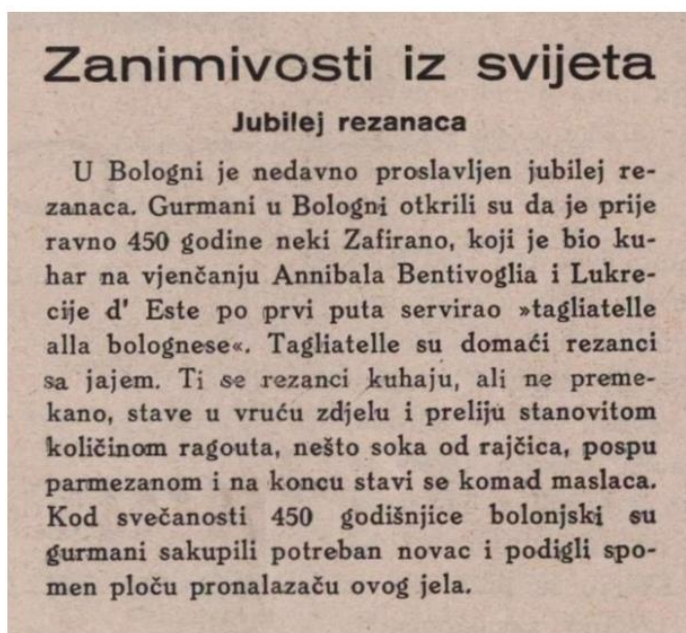 Zanimivosti iz svijeta
Jubilej rezanaca
U Bologni je nedavno proslavljen jubilej re-
zanaca. Gurmani u Bologni otkrili su da je prije
ravno 450 godine neki Zafirano, koji je bio ku-
har na vjenčanju Annibala Bentivoglia i Lukre-
cije d' Este po prvi puta servirao »tagliatelle
alla bolognese«. Tagliatelle su domaći rezanci
sa jajem. Ti se rezanci kuhaju, ali ne preme-
kano, stave u vruću zdjelu i preliju stanovitom
količinom ragouta, nešto soka od rajčica, pospu
parmezanom i na koncu stavi se komad maslaca.
Kod svečanosti 450 godišnjice bolonjski su
gurmani sakupili potreban novac i podigli spo-
men ploču pronalazaču ovog jela.